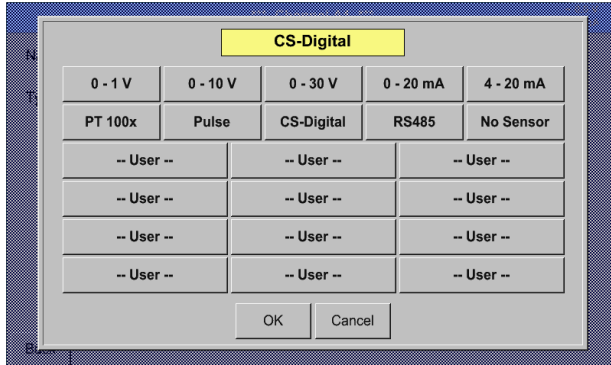 CS-Digital
0 - 1 V 0 - 10 V 0 - 30 V 0 - 20 mA 4 - 20 mA
PT 100x Pulse CS-Digital RS485 No Sensor
-- User -- -- User -- -- User --
-- User -- -- User -- -- User --
-- User -- -- User -- -- User --
-- User -- -- User -- -- User --
OK Cancel
Back